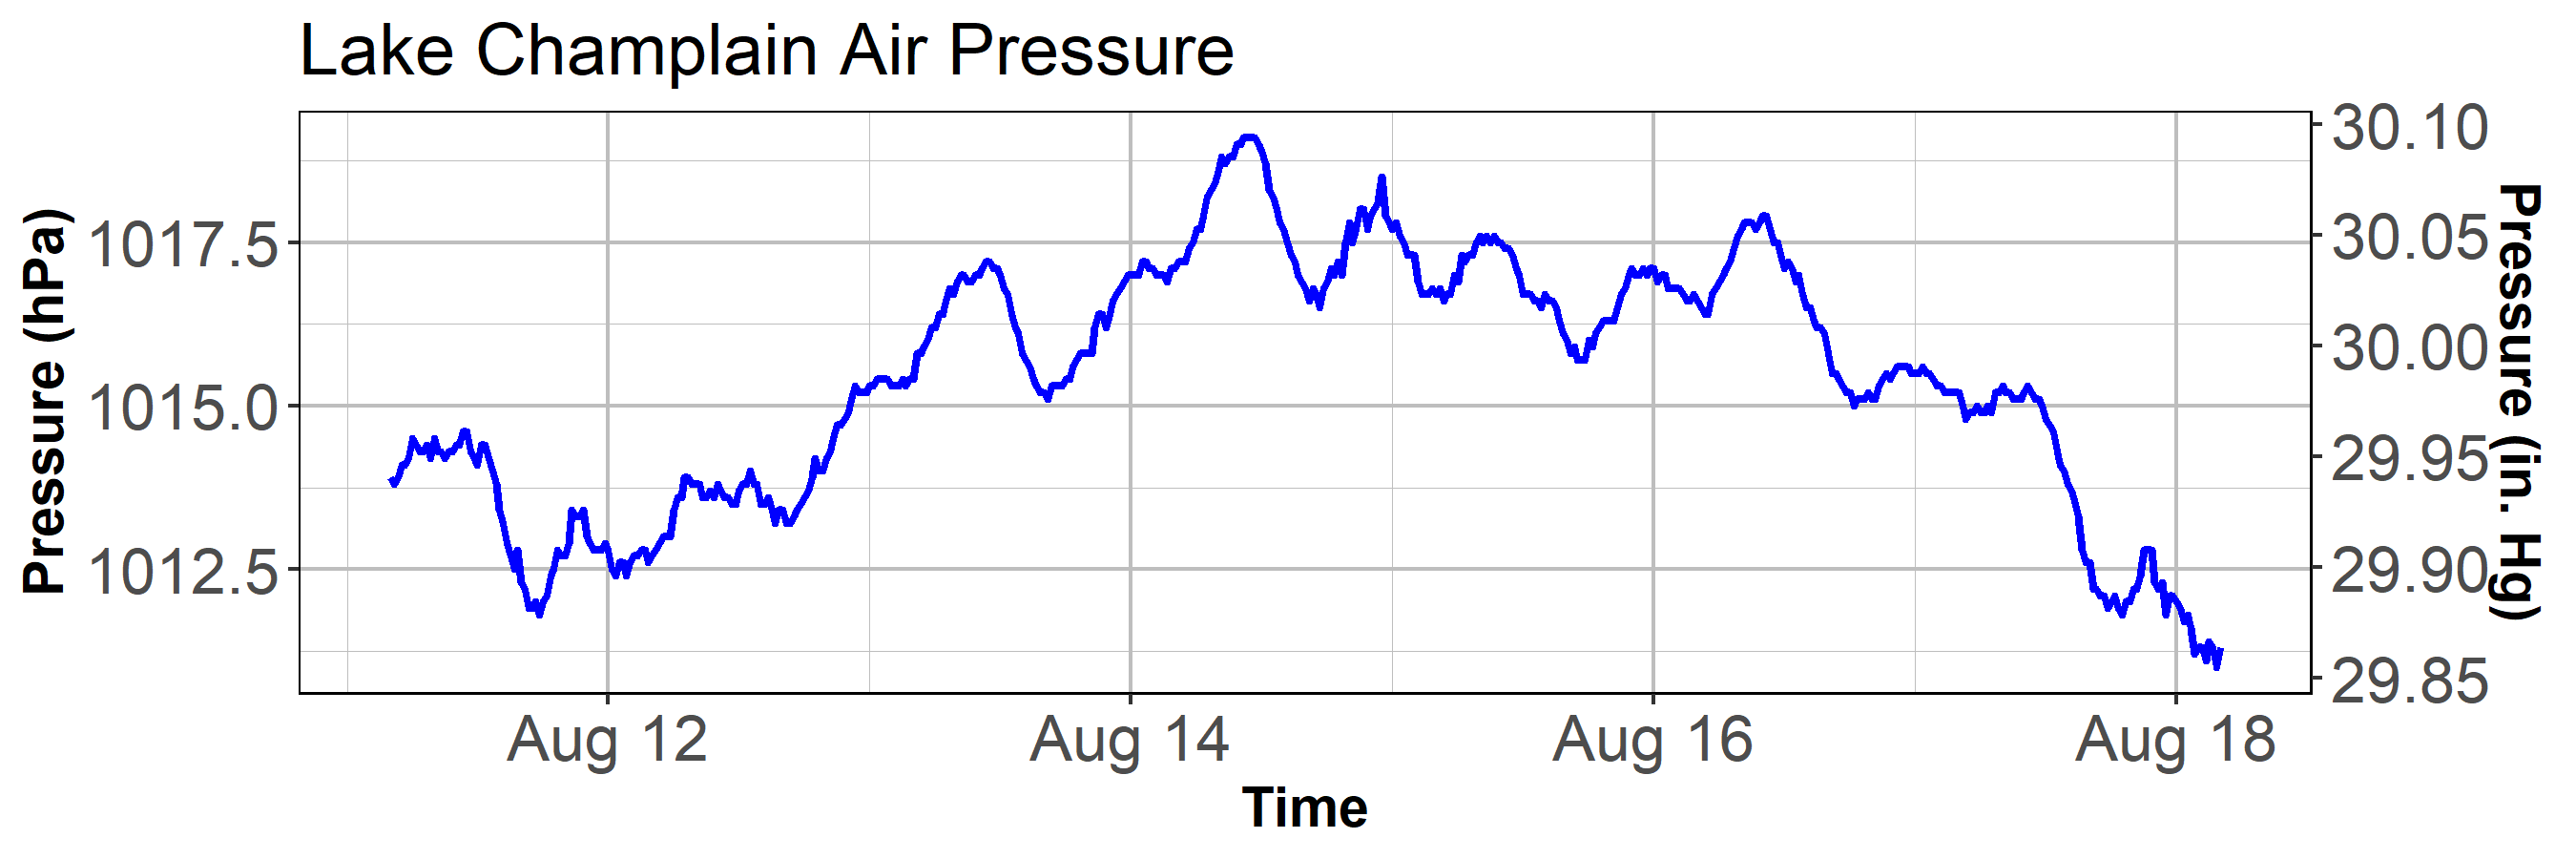 Lake Champlain Air Pressure
Pressure (hPa)
1017.5
1015.0
1012.5
30.10
30.05
30.00
29.95
29.90
29.85
Pressure (in. Hg)
Aug 12
Aug 14
Aug 16
Aug 18
Time